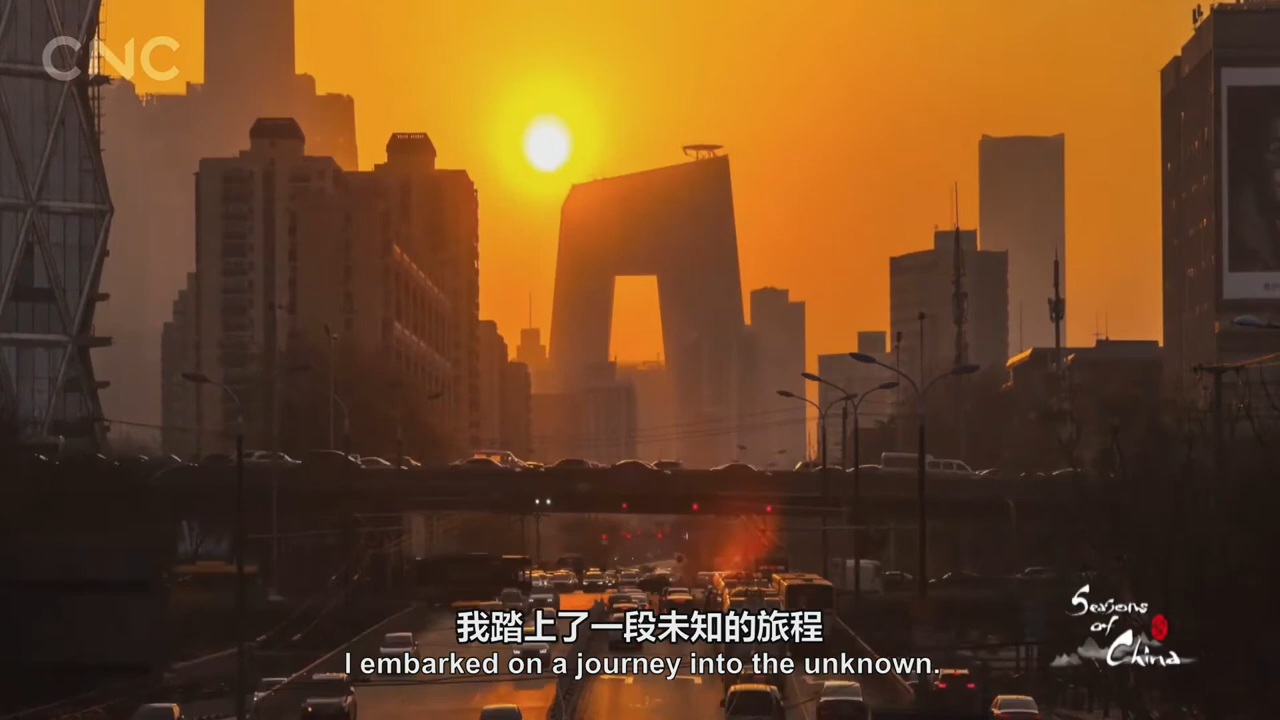 CNC
我踏上了一段未知的旅程
I embarked on a journey into the unknown.
Seasons
of
China